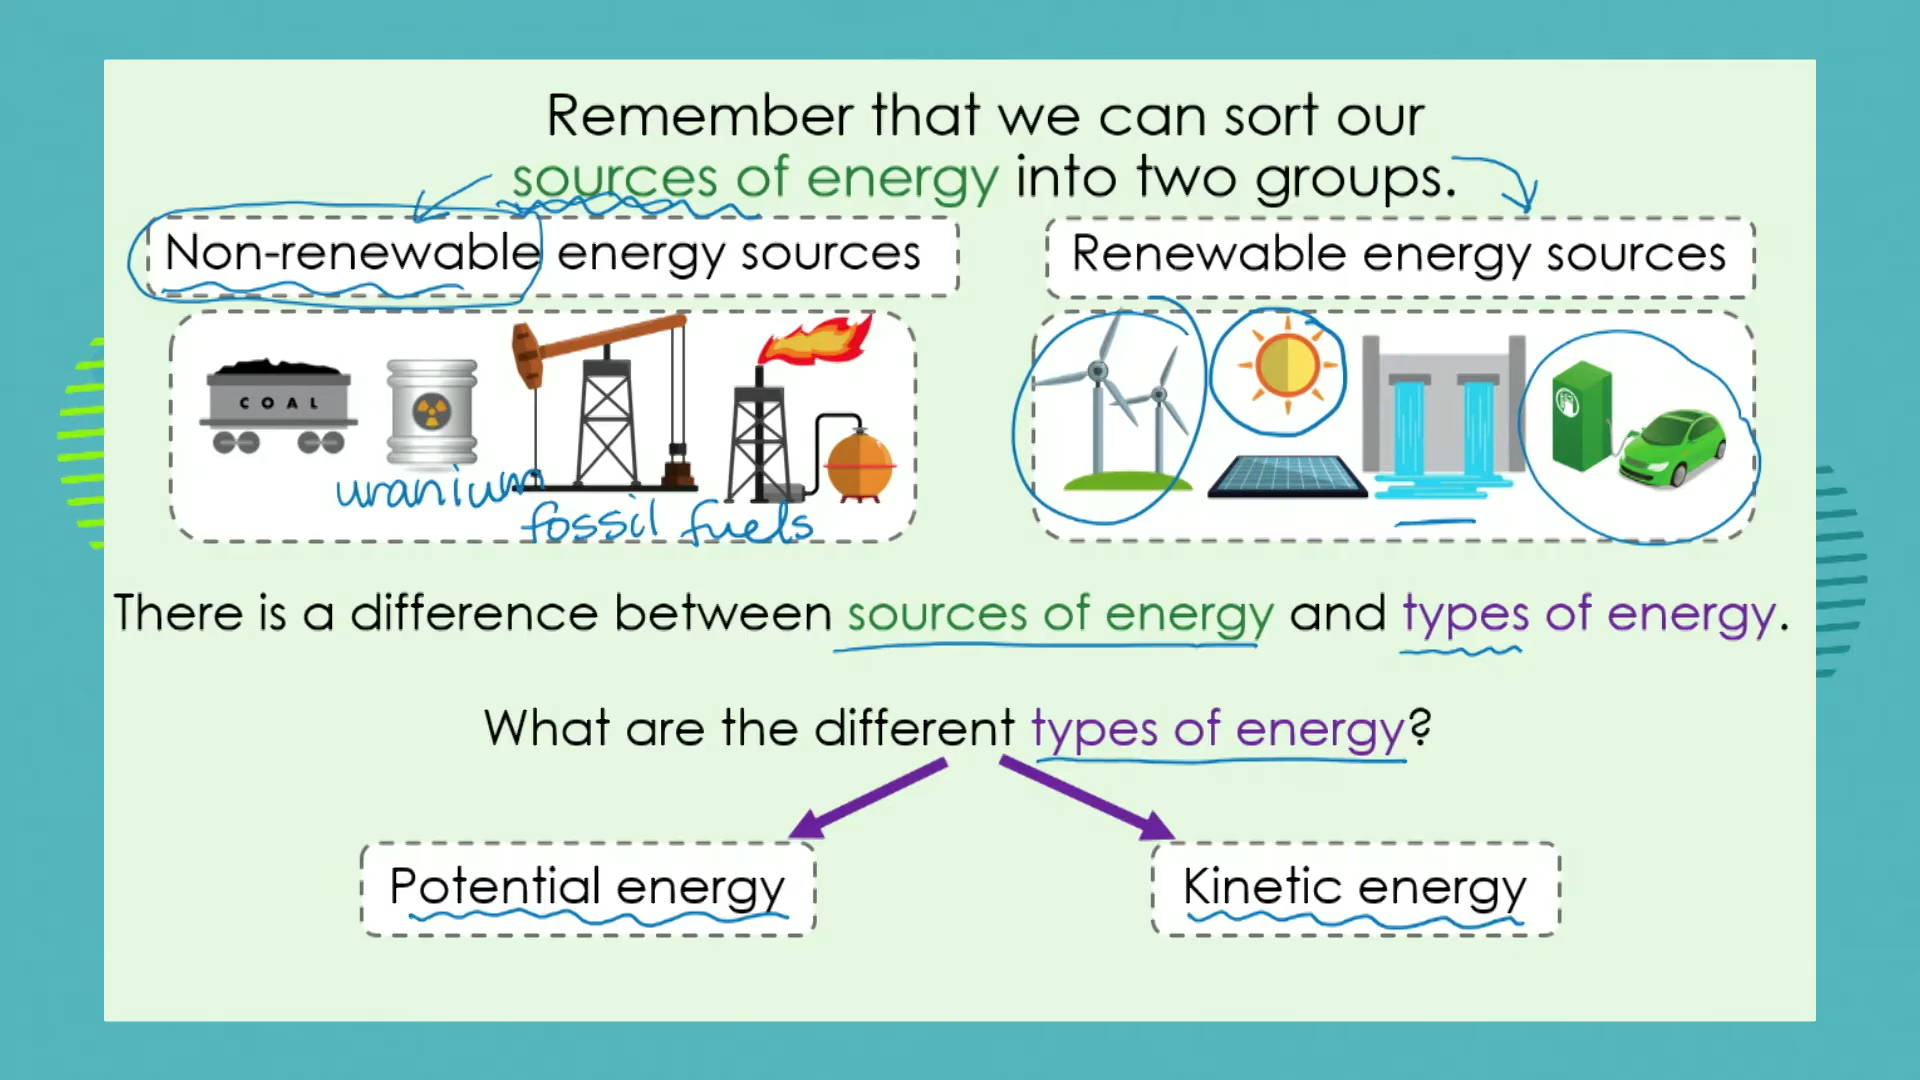 Remember that we can sort our
sources of energy into two groups.
Non-renewable energy sources
Renewable energy sources
COAL
uranium
fossil fuels
There is a difference between sources of energy and types of energy.
What are the different types of energy?
Potential energy
Kinetic energy